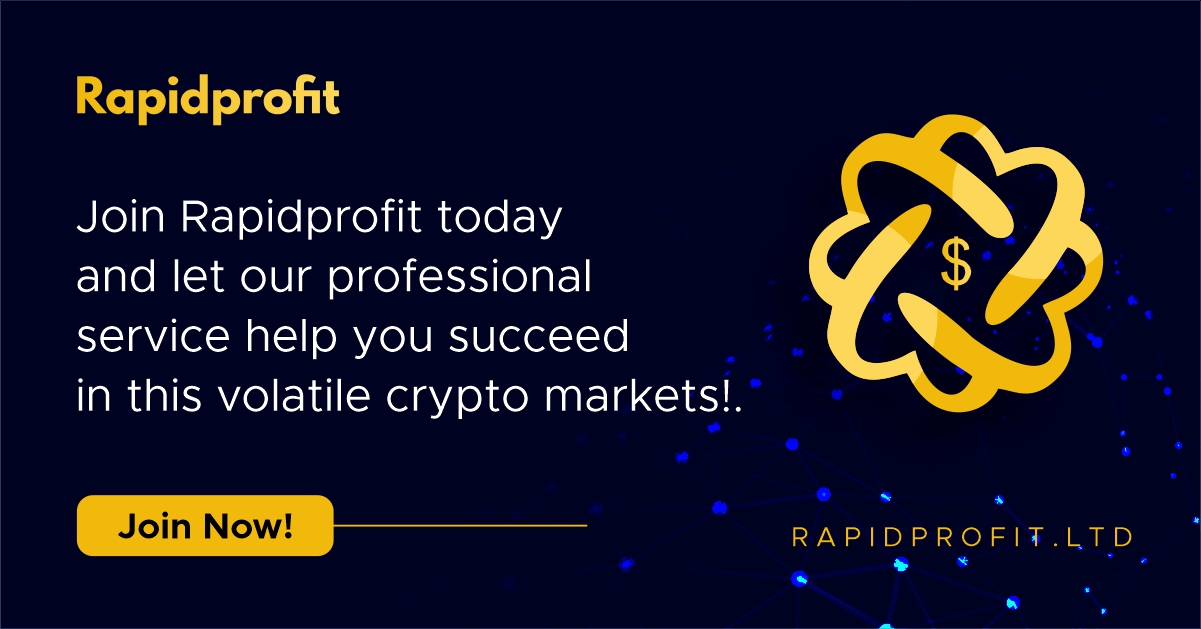 Rapidprofit
Join Rapidprofit today
and let our professional
service help you succeed
in this volatile crypto markets!.
$
Join Now!
RAPIDPROFIT.LTD